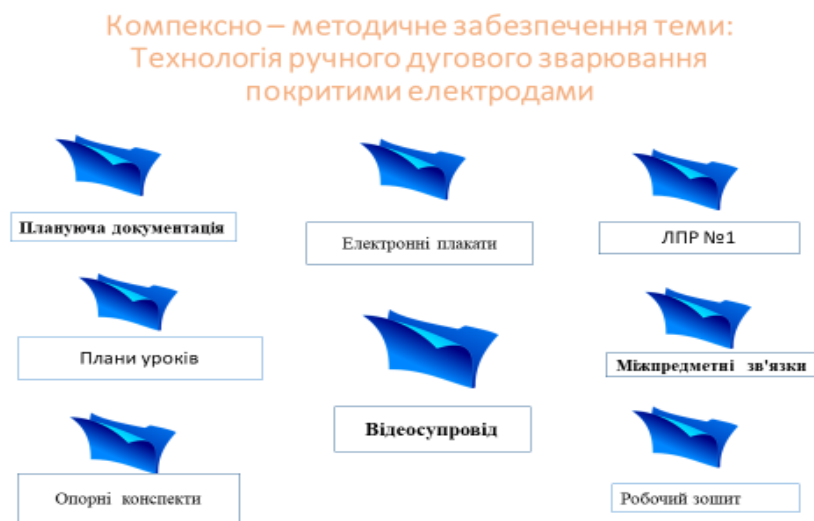 Компексно – методичне забезпечення теми:
Технологія ручного дугового зварювання
покритими електродами
Плануюча документація
Електронні плакати
ЛПР №1
Плани уроків
Відеосупровід
Міжпредметні зв'язки
Опорні конспекти
Робочий зошит